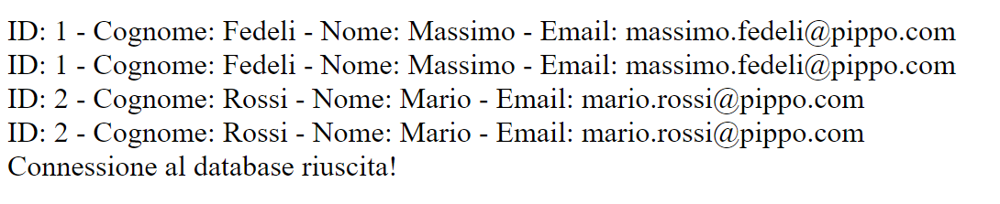 ID: 1 - Cognome: Fedeli - Nome: Massimo - Email: massimo.fedeli@pippo.com
ID: 1 - Cognome: Fedeli - Nome: Massimo - Email: massimo.fedeli@pippo.com
ID: 2 - Cognome: Rossi - Nome: Mario - Email: mario.rossi@pippo.com
ID: 2 - Cognome: Rossi - Nome: Mario - Email: mario.rossi@pippo.com
Connessione al database riuscita!